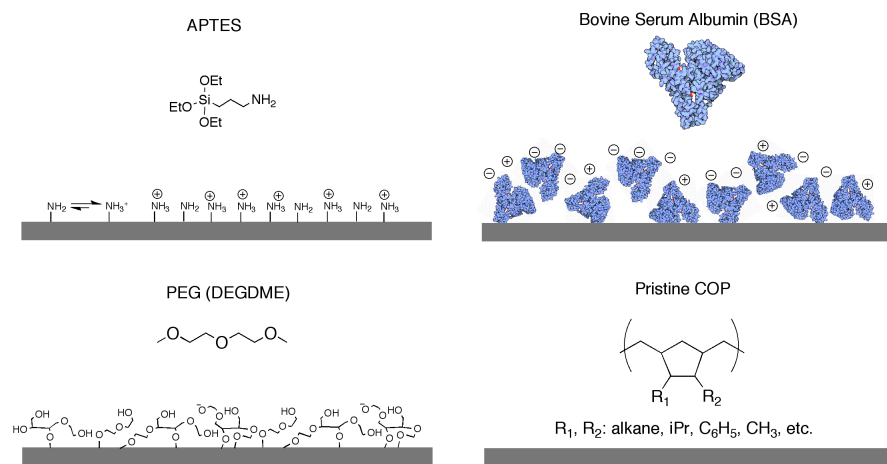 APTES
OEt
OEt
Si
NH₂
EtO
OEt
NH₂ NH₃⁺ NH₃ NH₂ NH₃ NH₃ NH₃ NH₂ NH₃ NH₂ NH₃
Bovine Serum Albumin (BSA)
PEG (DEGDME)
O O O
Pristine COP
R₁ R₂
R₁, R₂: alkane, iPr, C₆H₅, CH₃, etc.